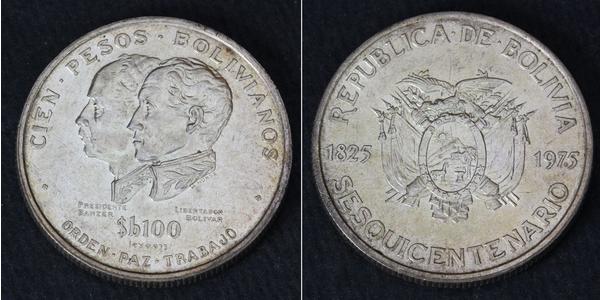 CIEN · PESOS · BOLIVIANOS
PRESIDENTE
BANZER
LIBERTADOR
BOLIVAR
$b100
ORDEN · PAZ · TRABAJO
REPUBLICA · DE · BOLIVIA
1825
1975
SESQUICENTENARIO